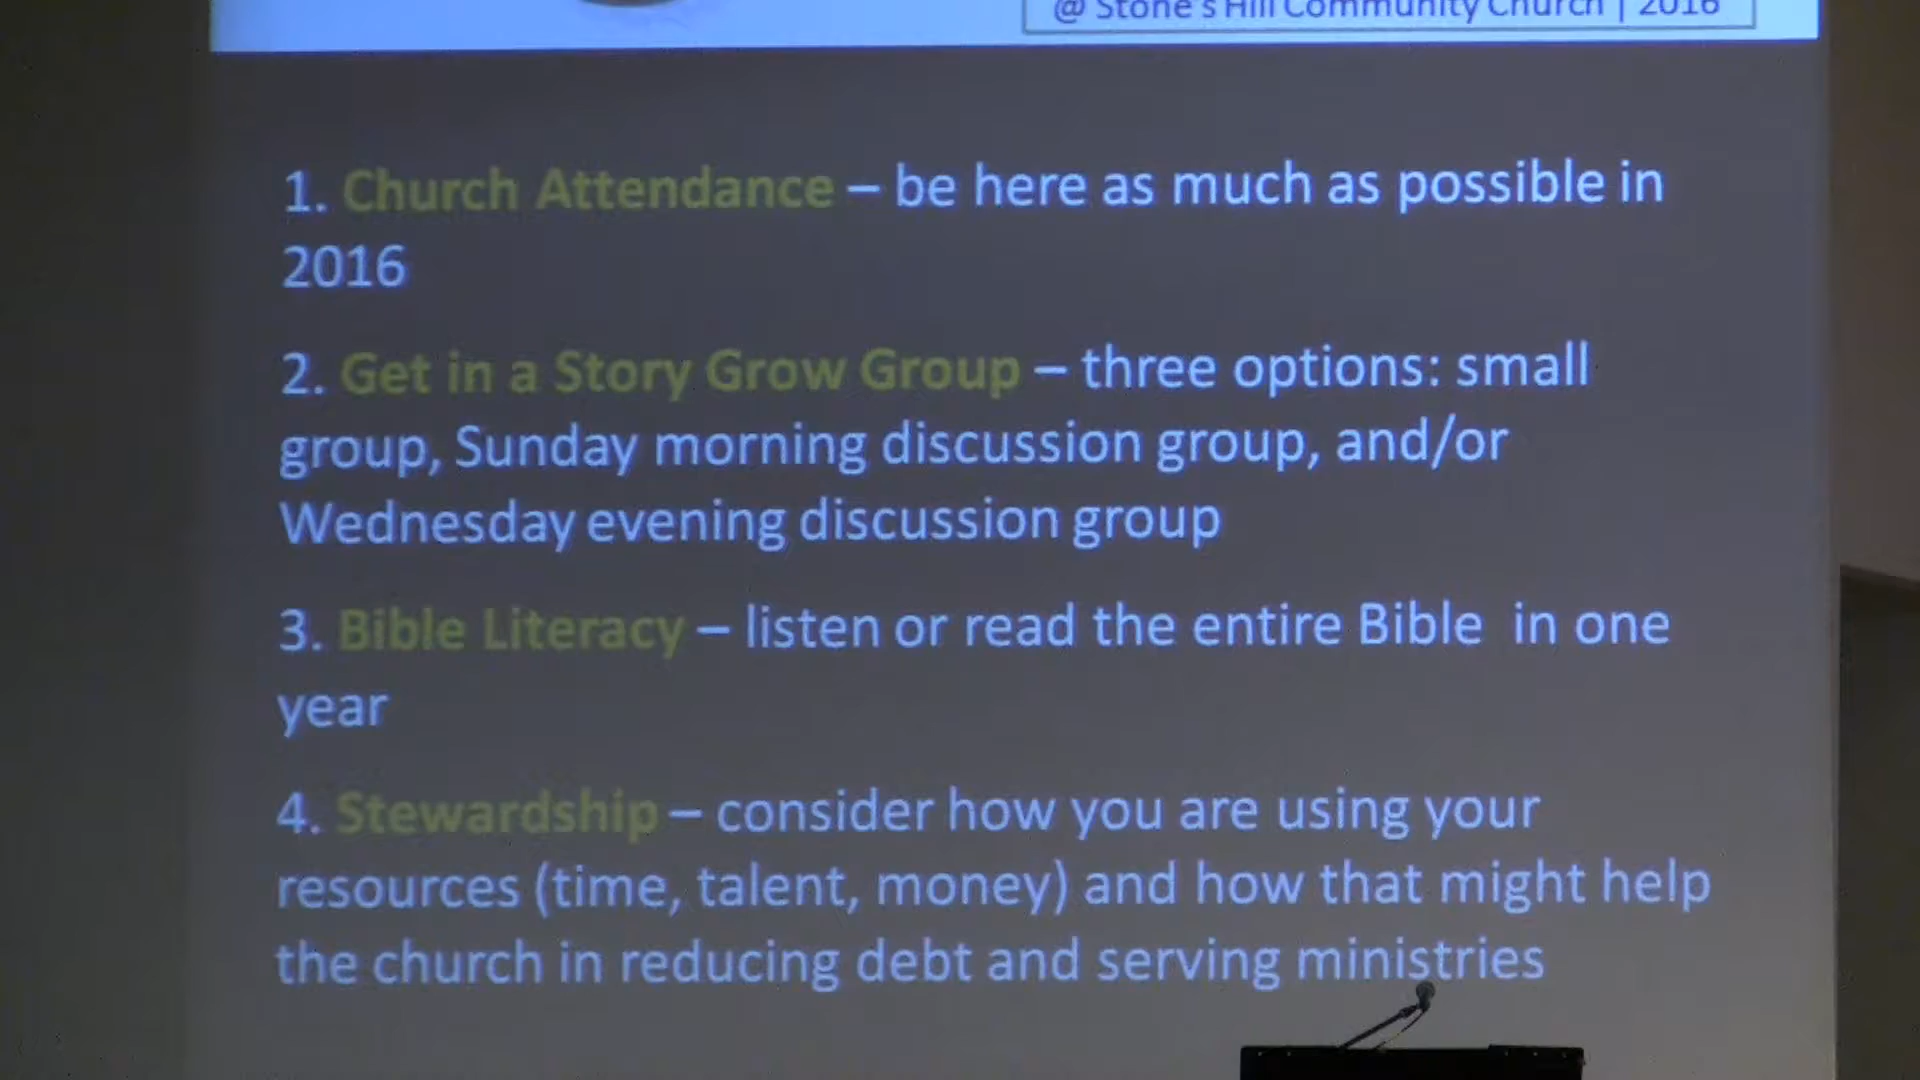 @ Stone's Hill Community Church | 2016
1. Church Attendance – be here as much as possible in
2016
2. Get in a Story Grow Group – three options: small
group, Sunday morning discussion group, and/or
Wednesday evening discussion group
3. Bible Literacy – listen or read the entire Bible in one
year
4. Stewardship – consider how you are using your
resources (time, talent, money) and how that might help
the church in reducing debt and serving ministries